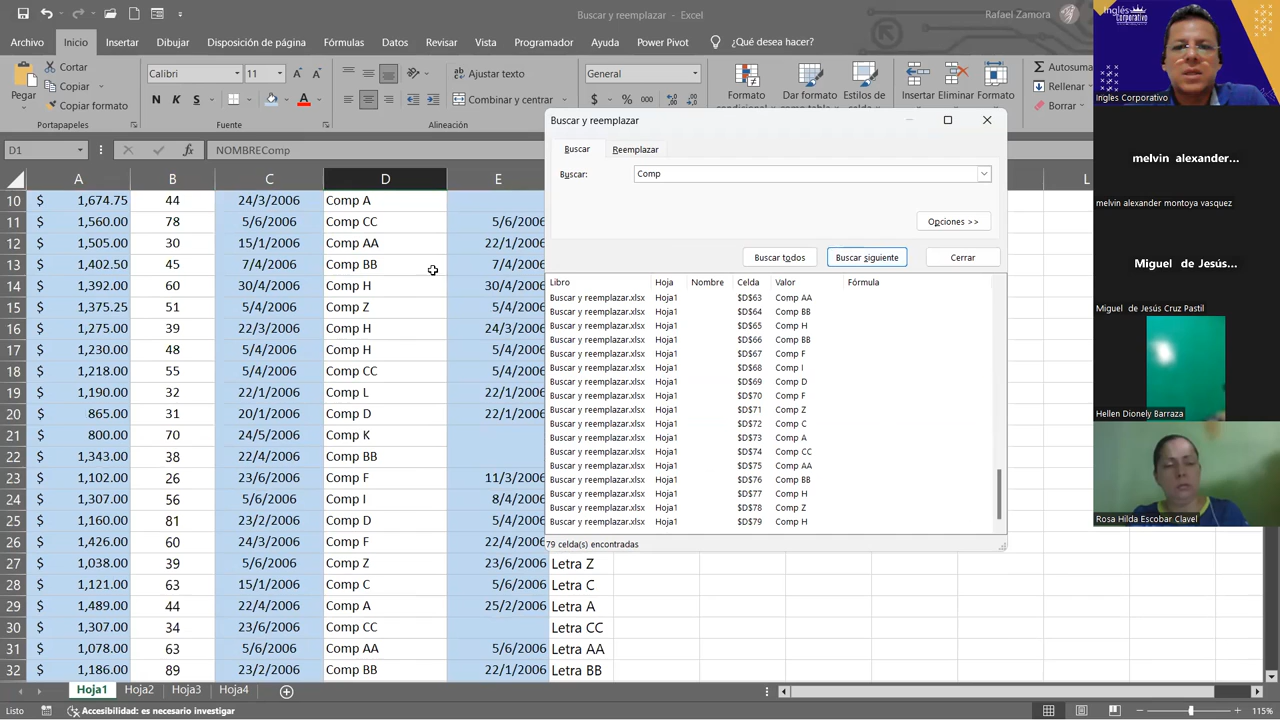 Buscar y reemplazar - Excel
Rafael Zamora
Archivo Inicio Insertar Dibujar Disposición de página Fórmulas Datos Revisar Vista Programador Ayuda Power Pivot ¿Qué desea hacer?
Pegar
Cortar
Copiar
Copiar formato
Portapapeles
Calibri 11
N K S
Fuente
Ajustar texto
Combinar y centrar
Alineación
General
$ % 000
Formato
Dar formato
Estilos de
Insertar Eliminar Formato
Autosuma
Rellenar
Borrar
D1 fx NOMBREComp
A B C D E L
10 $ 1,674.75 44 24/3/2006 Comp A
11 $ 1,560.00 78 5/6/2006 Comp CC 5/6/2006
12 $ 1,505.00 30 15/1/2006 Comp AA 22/1/2006
13 $ 1,402.50 45 7/4/2006 Comp BB 7/4/2006
14 $ 1,392.00 60 30/4/2006 Comp H 30/4/2006
15 $ 1,375.25 51 5/4/2006 Comp Z 5/4/2006
16 $ 1,275.00 39 22/3/2006 Comp H 24/3/2006
17 $ 1,230.00 48 5/4/2006 Comp H 5/4/2006
18 $ 1,218.00 55 5/4/2006 Comp CC 5/4/2006
19 $ 1,190.00 32 22/1/2006 Comp L 22/1/2006
20 $ 865.00 31 20/1/2006 Comp D 22/1/2006
21 $ 800.00 70 24/5/2006 Comp K
22 $ 1,343.00 38 22/4/2006 Comp BB
23 $ 1,102.00 26 23/6/2006 Comp F 11/3/2006
24 $ 1,307.00 56 5/6/2006 Comp I 8/4/2006
25 $ 1,160.00 81 23/2/2006 Comp D 5/4/2006
26 $ 1,426.00 60 24/3/2006 Comp F 22/4/2006
27 $ 1,038.00 39 5/6/2006 Comp Z 23/6/2006 Letra Z
28 $ 1,121.00 63 15/1/2006 Comp C 5/6/2006 Letra C
29 $ 1,489.00 44 22/4/2006 Comp A 25/2/2006 Letra A
30 $ 1,307.00 34 23/6/2006 Comp CC Letra CC
31 $ 1,078.00 63 5/6/2006 Comp AA 5/6/2006 Letra AA
32 $ 1,186.00 89 23/2/2006 Comp BB 22/1/2006 Letra BB
Buscar y reemplazar
Buscar Reemplazar
Buscar: Comp
Opciones >>
Buscar todos Buscar siguiente Cerrar
Libro Hoja Nombre Celda Valor Fórmula
Buscar y reemplazar.xlsx Hoja1 $D$63 Comp AA
Buscar y reemplazar.xlsx Hoja1 $D$64 Comp BB
Buscar y reemplazar.xlsx Hoja1 $D$65 Comp H
Buscar y reemplazar.xlsx Hoja1 $D$66 Comp BB
Buscar y reemplazar.xlsx Hoja1 $D$67 Comp F
Buscar y reemplazar.xlsx Hoja1 $D$68 Comp I
Buscar y reemplazar.xlsx Hoja1 $D$69 Comp D
Buscar y reemplazar.xlsx Hoja1 $D$70 Comp F
Buscar y reemplazar.xlsx Hoja1 $D$71 Comp Z
Buscar y reemplazar.xlsx Hoja1 $D$72 Comp C
Buscar y reemplazar.xlsx Hoja1 $D$73 Comp A
Buscar y reemplazar.xlsx Hoja1 $D$74 Comp CC
Buscar y reemplazar.xlsx Hoja1 $D$75 Comp AA
Buscar y reemplazar.xlsx Hoja1 $D$76 Comp BB
Buscar y reemplazar.xlsx Hoja1 $D$77 Comp H
Buscar y reemplazar.xlsx Hoja1 $D$78 Comp Z
Buscar y reemplazar.xlsx Hoja1 $D$79 Comp H
79 celda(s) encontradas
Hoja1 Hoja2 Hoja3 Hoja4
Listo Accesibilidad: es necesario investigar 115%
Inglés
Corporativo
Ingles Corporativo
melvin alexander...
melvin alexander montoya vasquez
Miguel de Jesús...
Miguel de Jesús Cruz Pastil
Hellen Dionely Barraza
Rosa Hilda Escobar Clavel